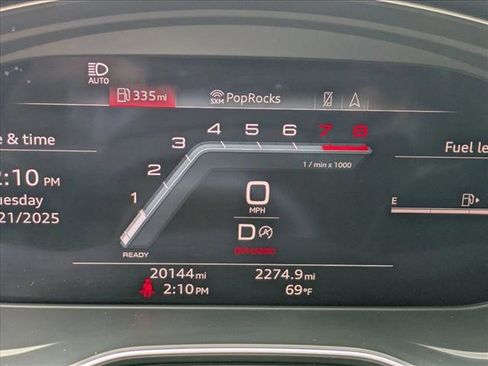 AUTO
335 mi
SXM PopRocks
e & time
2:10 PM
uesday
21/2025
1 2 3 4 5 6 7 8
1 / min x 1000
Fuel le
E
0
MPH
D
DYNAMIC
READY
20144 mi
2274.9 mi
2:10 PM
69°F